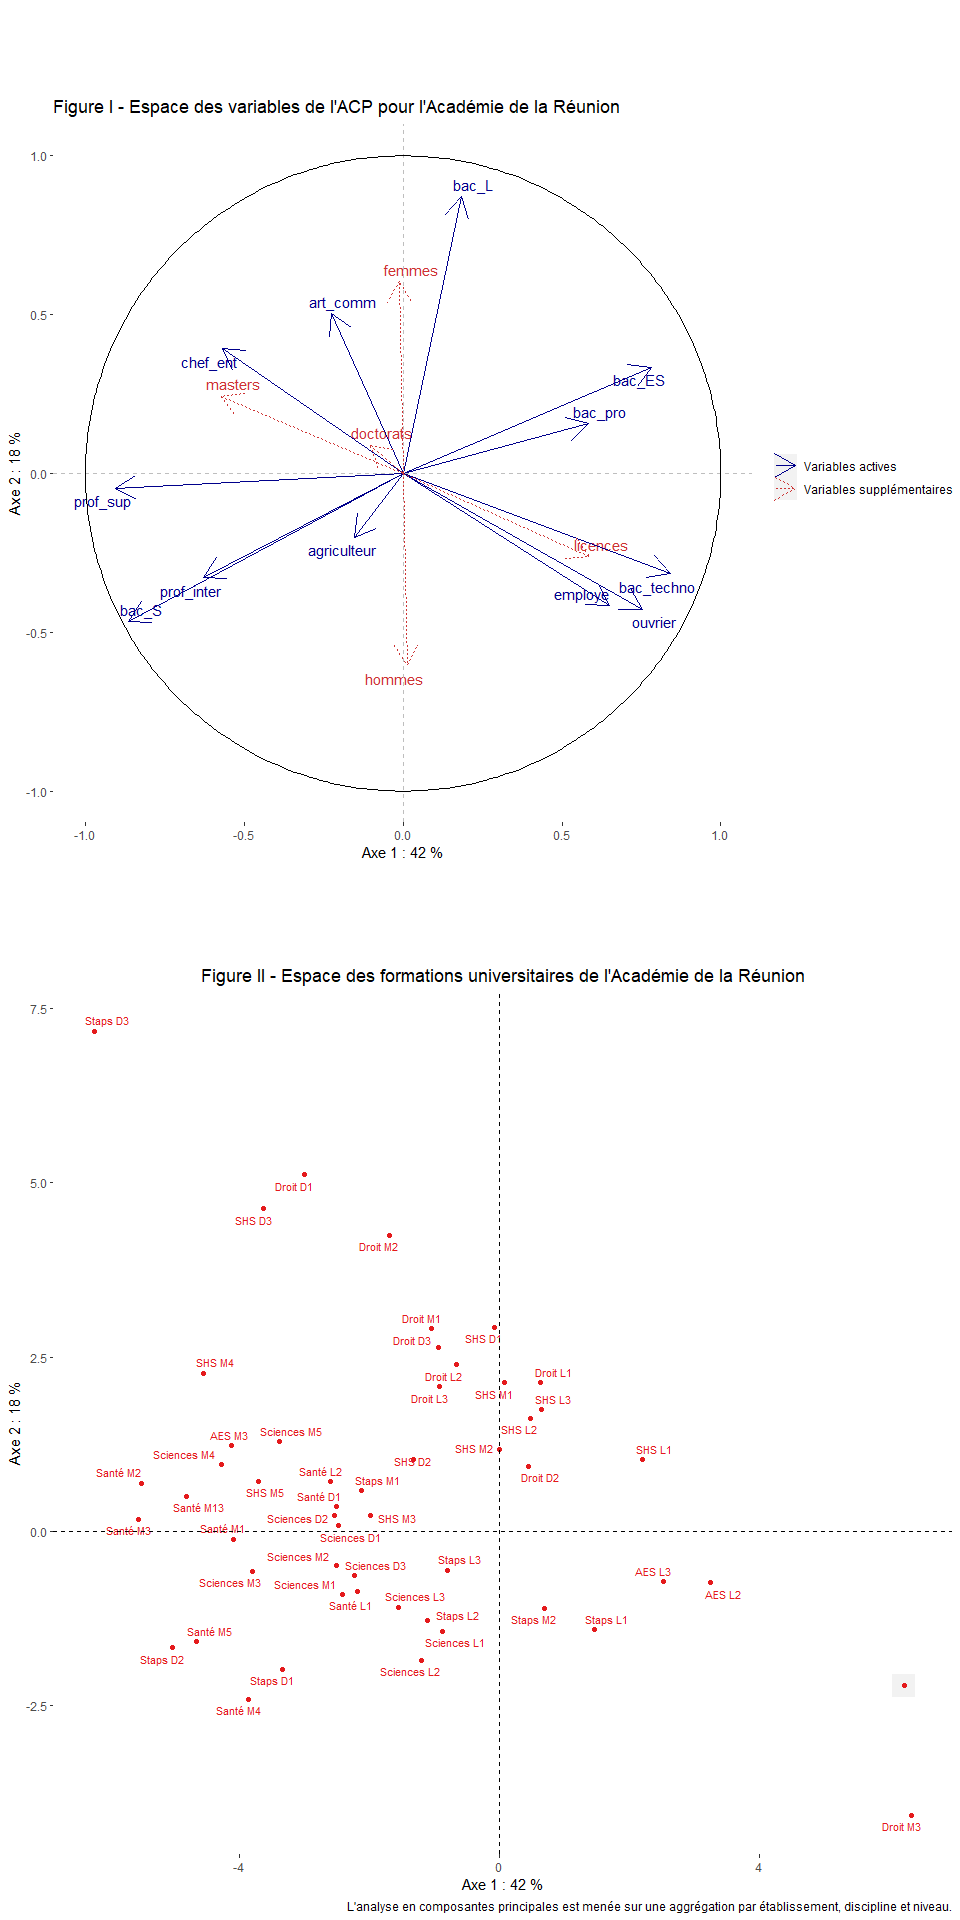 Figure I - Espace des variables de l'ACP pour l'Académie de la Réunion
1.0
bac_L
femmes
art_comm
0.5
chef_ent
bac_ES
masters
bac_pro
doctorats
Variables actives
0.0
Variables supplémentaires
prof_sup
Axe 2 : 18 %
licences
agriculteur
bac_techno
prof_inter
employe
bac_S
ouvrier
-0.5
hommes
-1.0
-1.0
-0.5
0.0
0.5
1.0
Axe 1 : 42 %
Figure II - Espace des formations universitaires de l'Académie de la Réunion
7.5
Staps D3
5.0
Droit D1
SHS D3
Droit M2
Droit M1
SHS D1
Droit D3
2.5
SHS M4
Droit L2
Droit L1
SHS M1
Droit L3
SHS L3
SHS L2
AES M3
Sciences M5
SHS M2
SHS L1
Sciences M4
SHS D2
Axe 2 : 18 %
Santé M2
Santé L2
Staps M1
Droit D2
SHS M5
Santé D1
Santé M13
Sciences D2
SHS M3
Santé M3
Santé M1
0.0
Sciences D1
Sciences M2
Sciences D3
Staps L3
AES L3
Sciences M3
Sciences M1
Sciences L3
AES L2
Santé L1
Staps L2
Staps M2
Staps L1
Santé M5
Sciences L1
Staps D2
Sciences L2
Staps D1
-2.5
Santé M4
Droit M3
-4
0
4
Axe 1 : 42 %
L'analyse en composantes principales est menée sur une aggrégation par établissement, discipline et niveau.